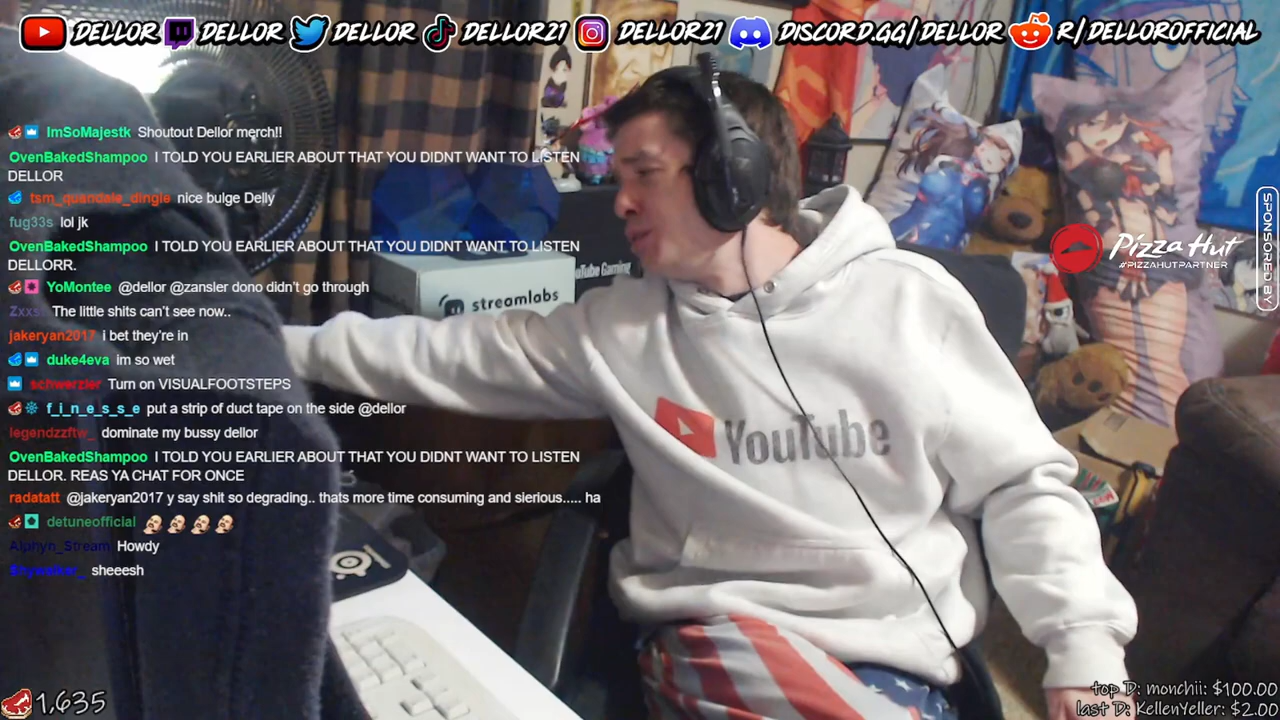 DELLOR DELLOR DELLOR DELLOR21 DELLOR21 DISCORD.GG/DELLOR R/DELLOROFFICIAL
ImSoMajestk Shoutout Dellor merch!!
OvenBakedShampoo I TOLD YOU EARLIER ABOUT THAT YOU DIDNT WANT TO LISTEN
DELLOR
tsm_quandale_dingle nice bulge Delly
fug33s lol jk
OvenBakedShampoo I TOLD YOU EARLIER ABOUT THAT YOU DIDNT WANT TO LISTEN
DELLORR.
YoMontee @dellor @zansler dono didn't go through
The little shits can't see now..
jakeryan2017 i bet they're in
duke4eva im so wet
schwerzler Turn on VISUALFOOTSTEPS
f_i_n_e_s_s_e put a strip of duct tape on the side @dellor
legendzzftw_ dominate my bussy dellor
OvenBakedShampoo I TOLD YOU EARLIER ABOUT THAT YOU DIDNT WANT TO LISTEN
DELLOR. REAS YA CHAT FOR ONCE
radatatt @jakeryan2017 y say shit so degrading.. thats more time consuming and sierious..... ha
detuneofficial
Alphyn_Stream Howdy
sheeesh
1,635
streamlabs
YouTube Gaming
YouTube
SPONSORED BY
Pizza Hut
#PIZZAHUTPARTNER
top D: monchii: $100.00
last D: KellenYeller: $2.00